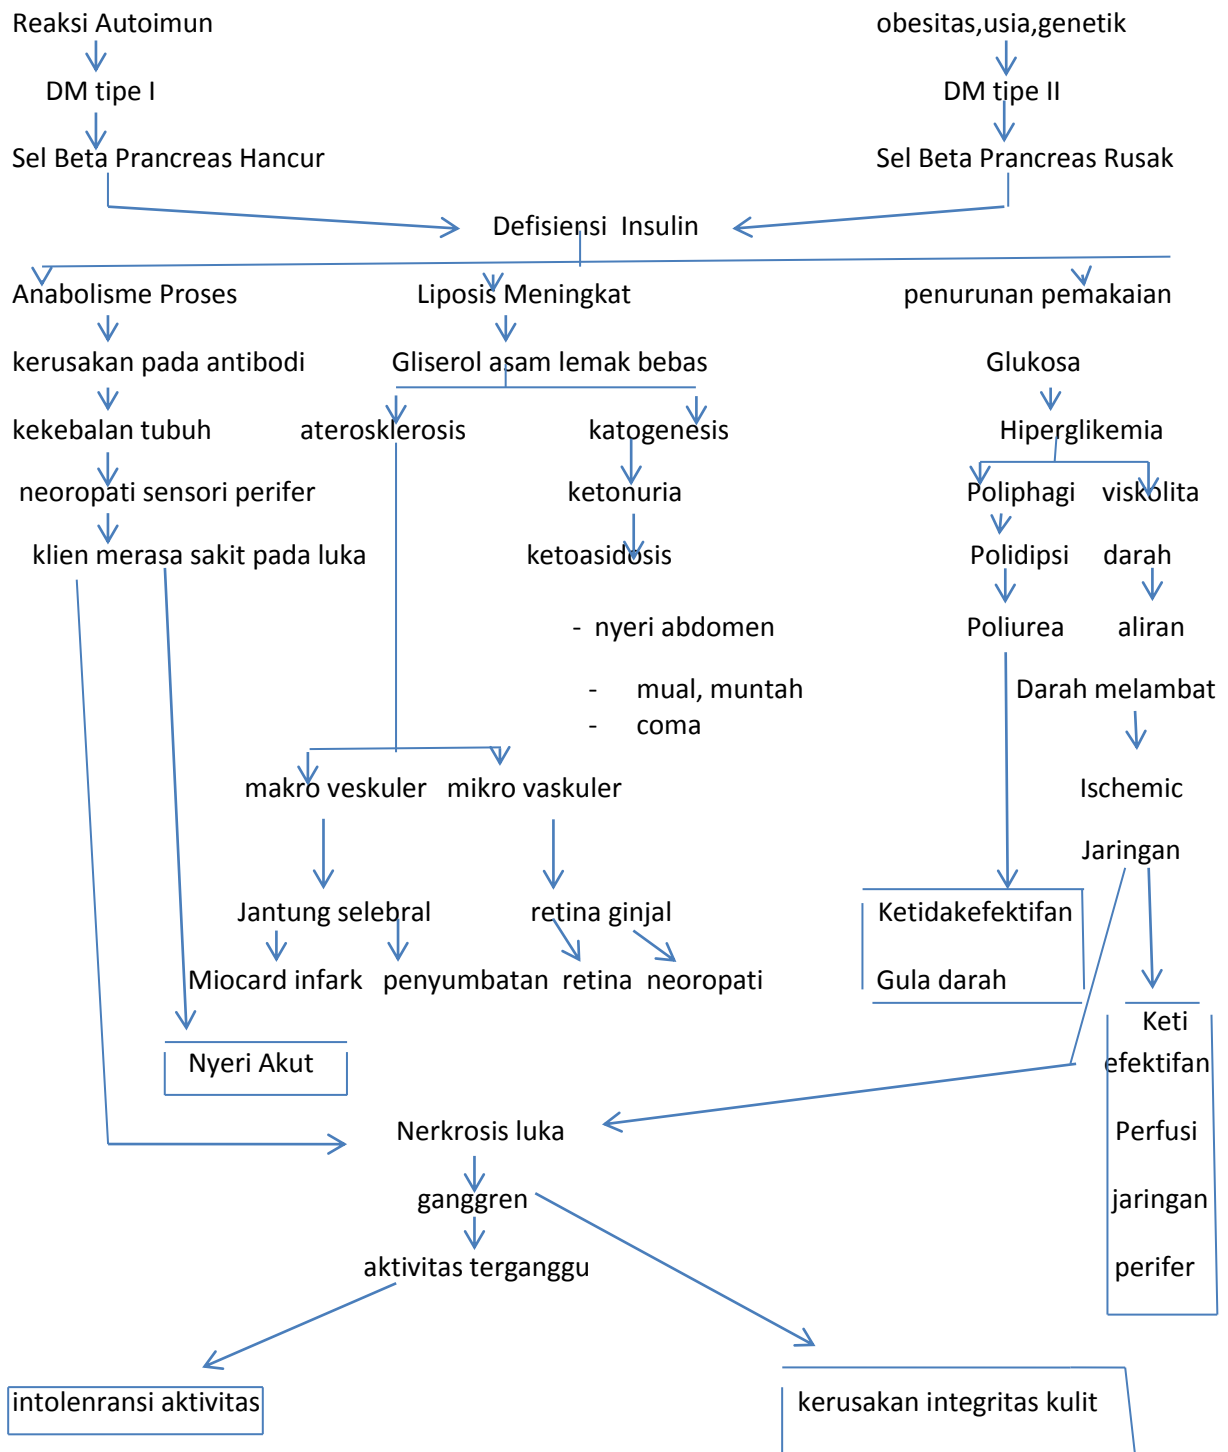 Reaksi Autoimun obesitas,usia,genetik
DM tipe I DM tipe II
Sel Beta Prancreas Hancur Sel Beta Prancreas Rusak
Defisiensi Insulin
Anabolisme Proses Liposis Meningkat penurunan pemakaian
kerusakan pada antibodi Gliserol asam lemak bebas Glukosa
kekebalan tubuh aterosklerosis katogenesis Hiperglikemia
neoropati sensori perifer ketonuria Poliphagi viskolita
klien merasa sakit pada luka ketoasidosis Polidipsi darah
- nyeri abdomen Poliurea aliran
- mual, muntah Darah melambat
- coma
makro veskuler mikro vaskuler Ischemic
Jaringan
Jantung selebral retina ginjal Ketidakefektifan
Miocard infark penyumbatan retina neoropati Gula darah
Keti
Nyeri Akut efektifan
Nerkrosis luka Perfusi
ganggren jaringan
aktivitas terganggu perifer
intolenransi aktivitas kerusakan integritas kulit